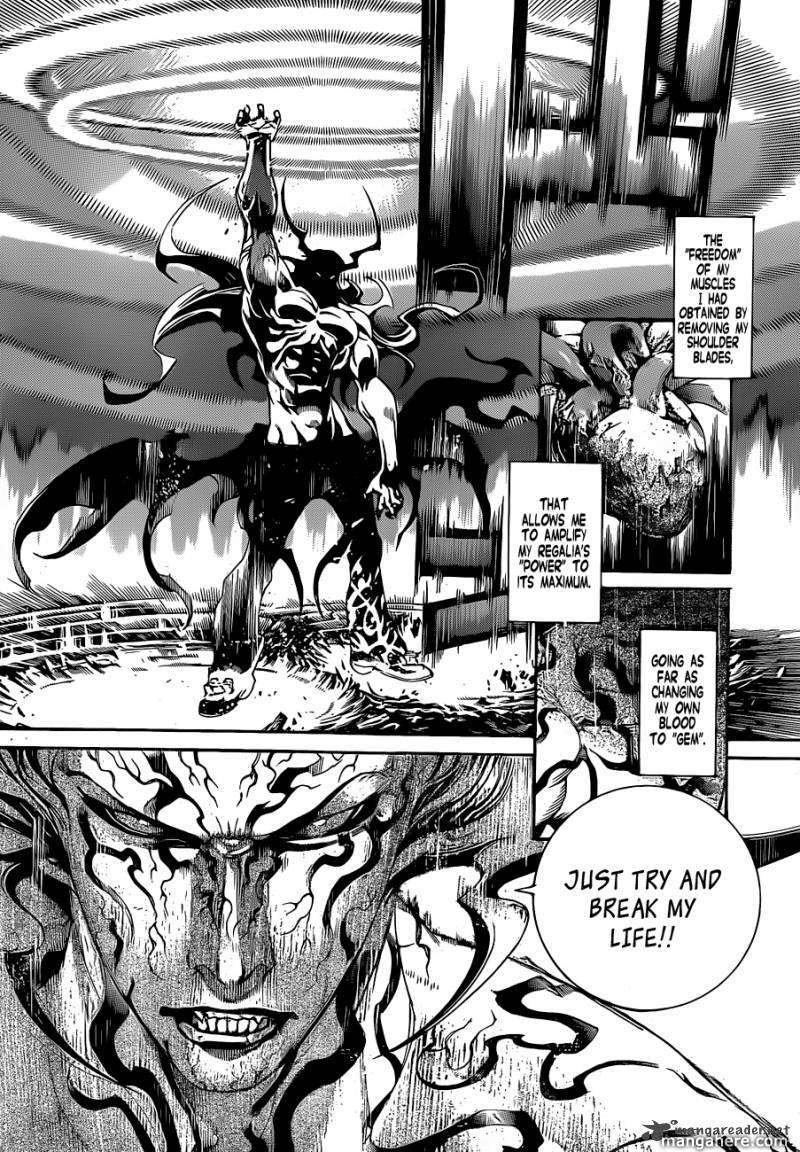 THE
"FREEDOM"
OF MY
MUSCLES
I HAD
OBTAINED BY
REMOVING MY
SHOULDER
BLADES,
THAT
ALLOWS ME
TO AMPLIFY
MY REGALIA'S
"POWER" TO
ITS MAXIMUM.
GOING AS
FAR AS
CHANGING
MY OWN
BLOOD
TO "GEM".
JUST TRY AND
BREAK MY
LIFE!!
mangareader.net
www.mangahere.com